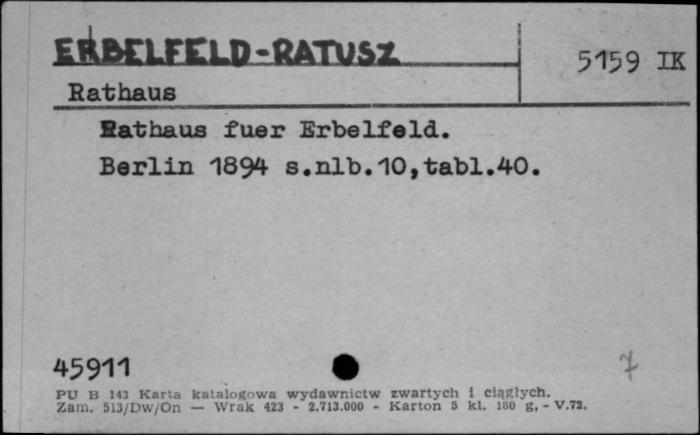 ERBELFELD-RATUSZ
5159 IK
Rathaus
Rathaus fuer Erbelfeld.
Berlin 1894 s.nlb.10,tabl.40.
45911
7
PU B 143 Karta katalogowa wydawnictw zwartych i ciągłych.
Zam. 513/Dw/On — Wrak 423 - 2.713.000 - Karton 5 kl. 180 g, - V.72.